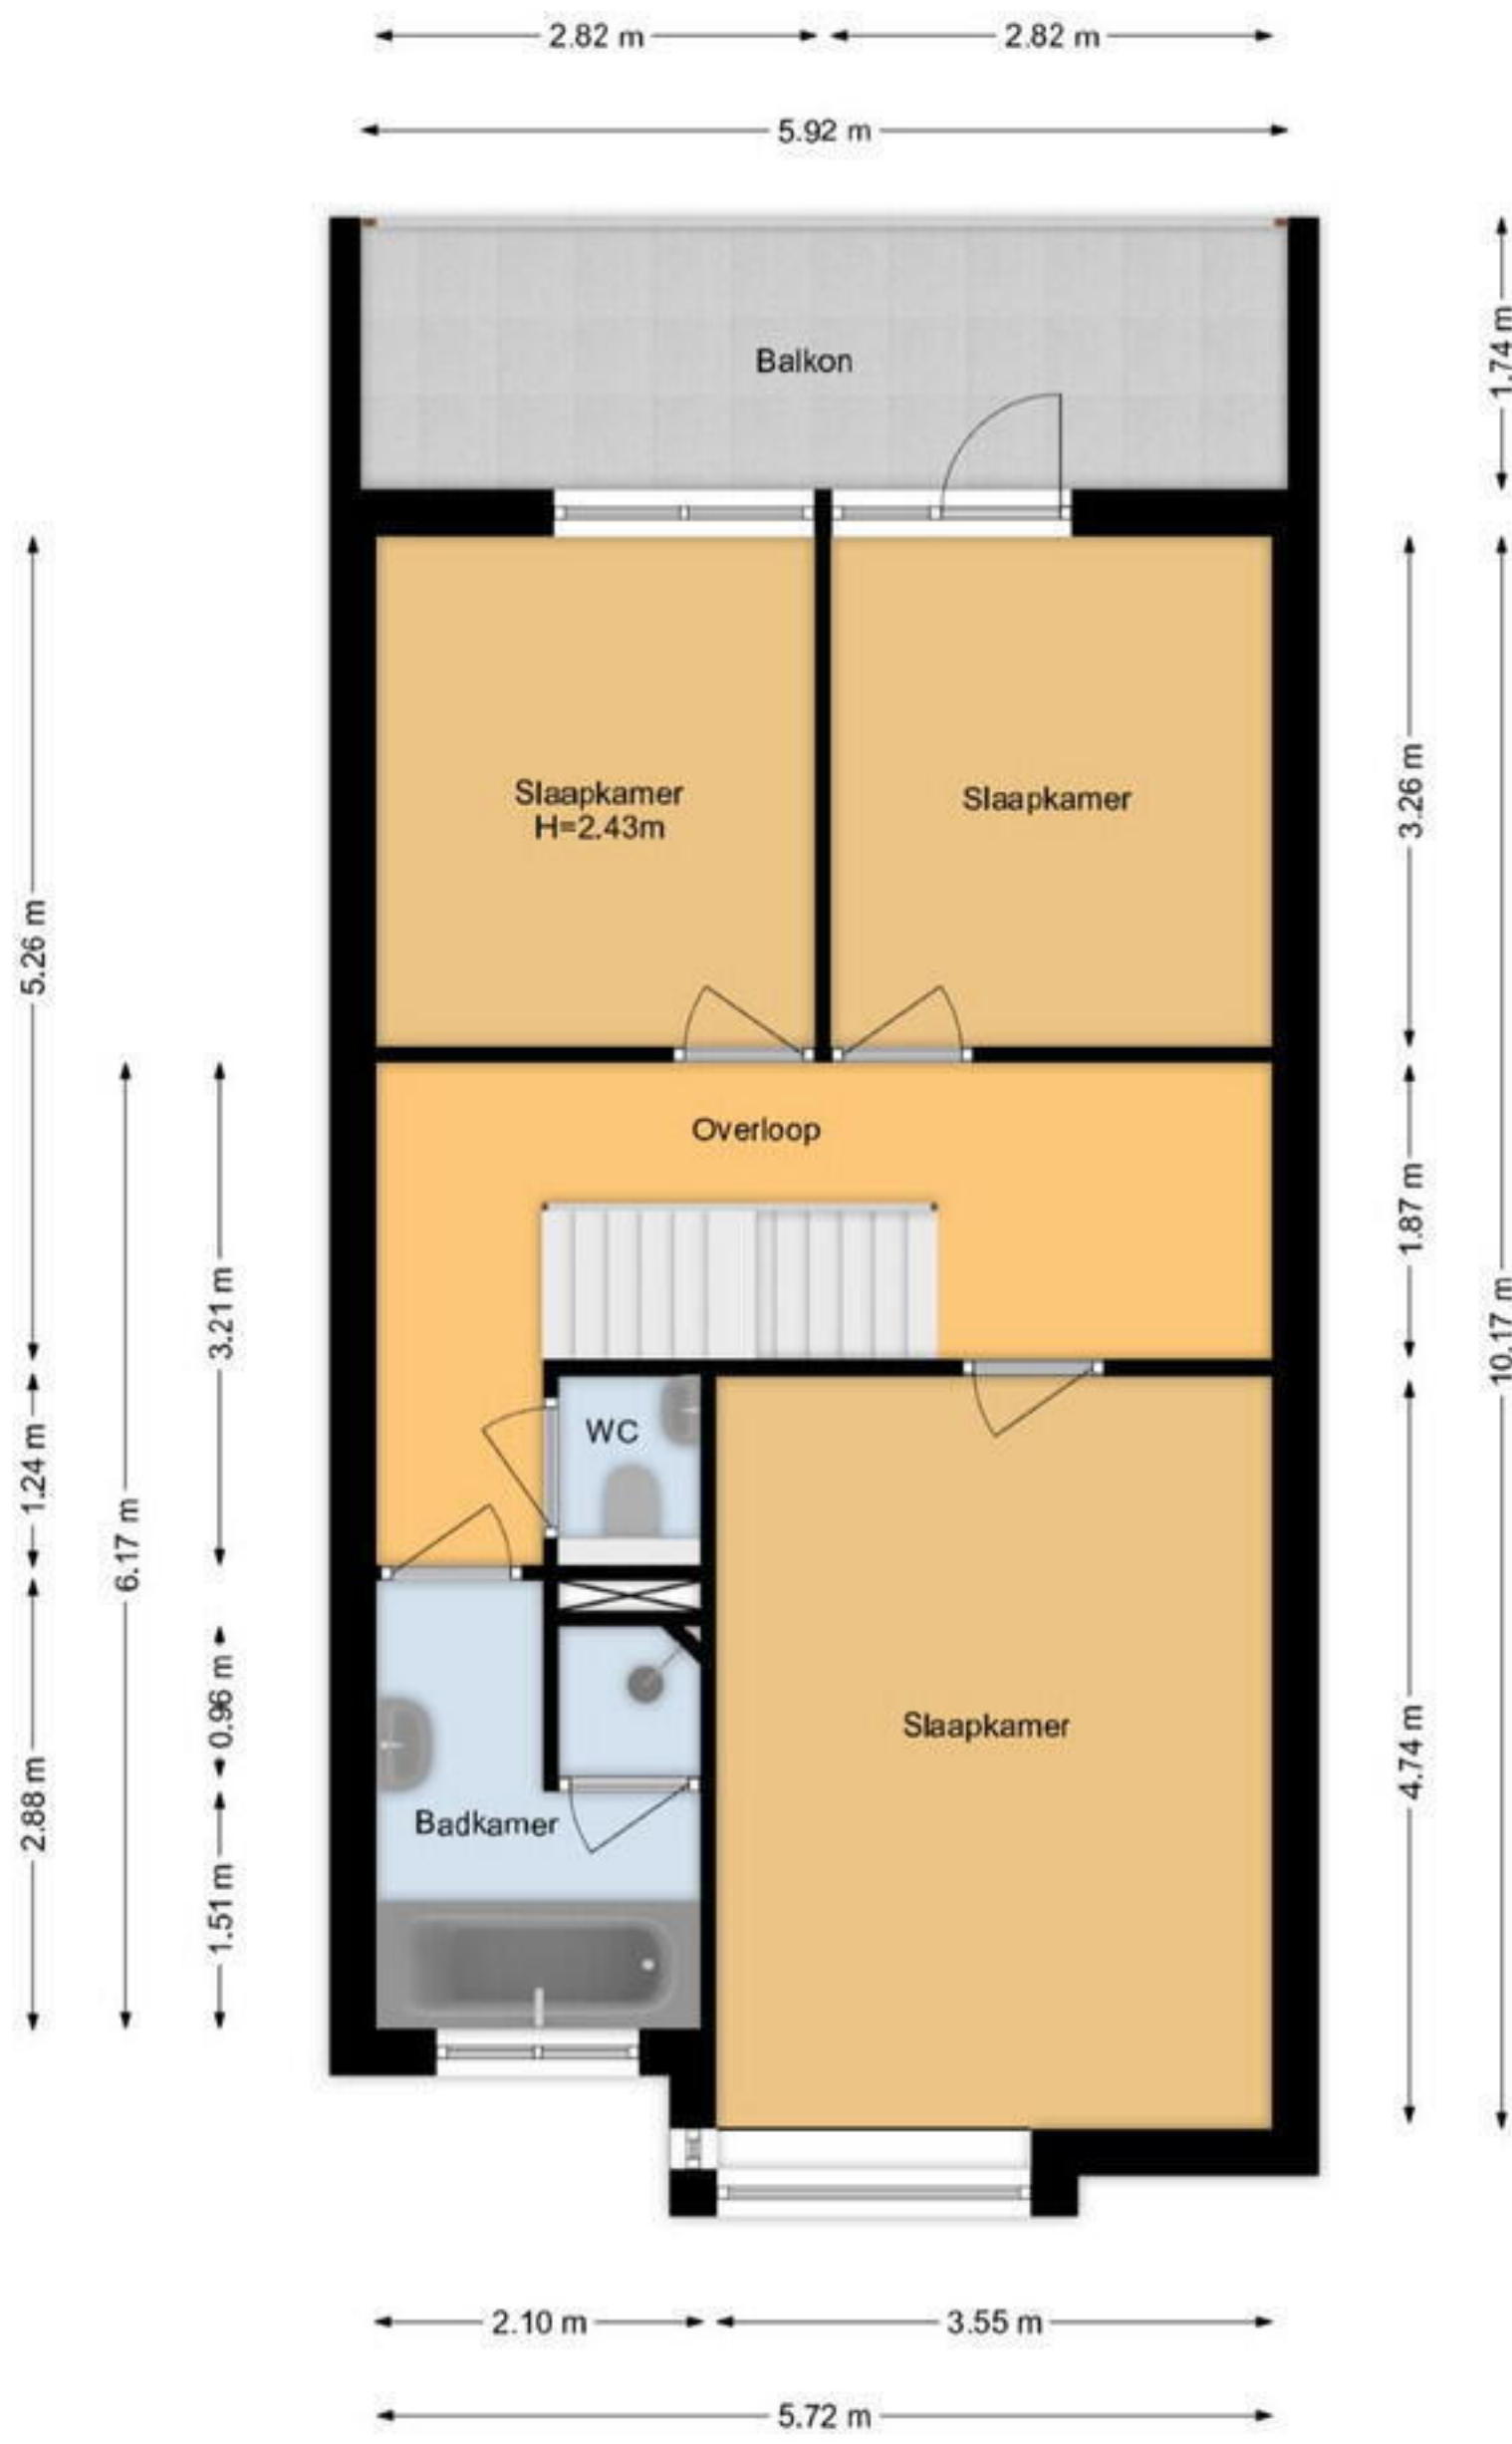 2.82 m
2.82 m
5.92 m
1.74 m
Balkon
Slaapkamer
H=2.43m
Slaapkamer
3.26 m
5.26 m
Overloop
1.87 m
3.21 m
10.17 m
WC
1.24 m
6.17 m
0.96 m
Slaapkamer
4.74 m
2.88 m
Badkamer
1.51 m
2.10 m
3.55 m
5.72 m